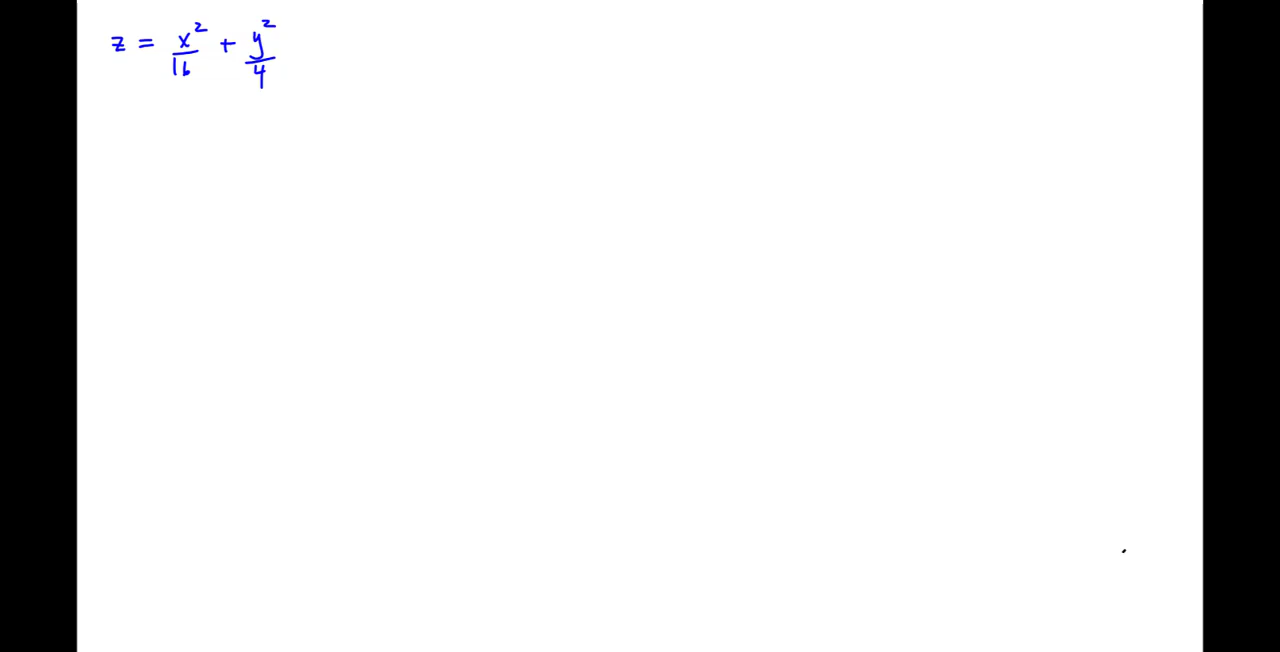 z = x²/16 + y²/4